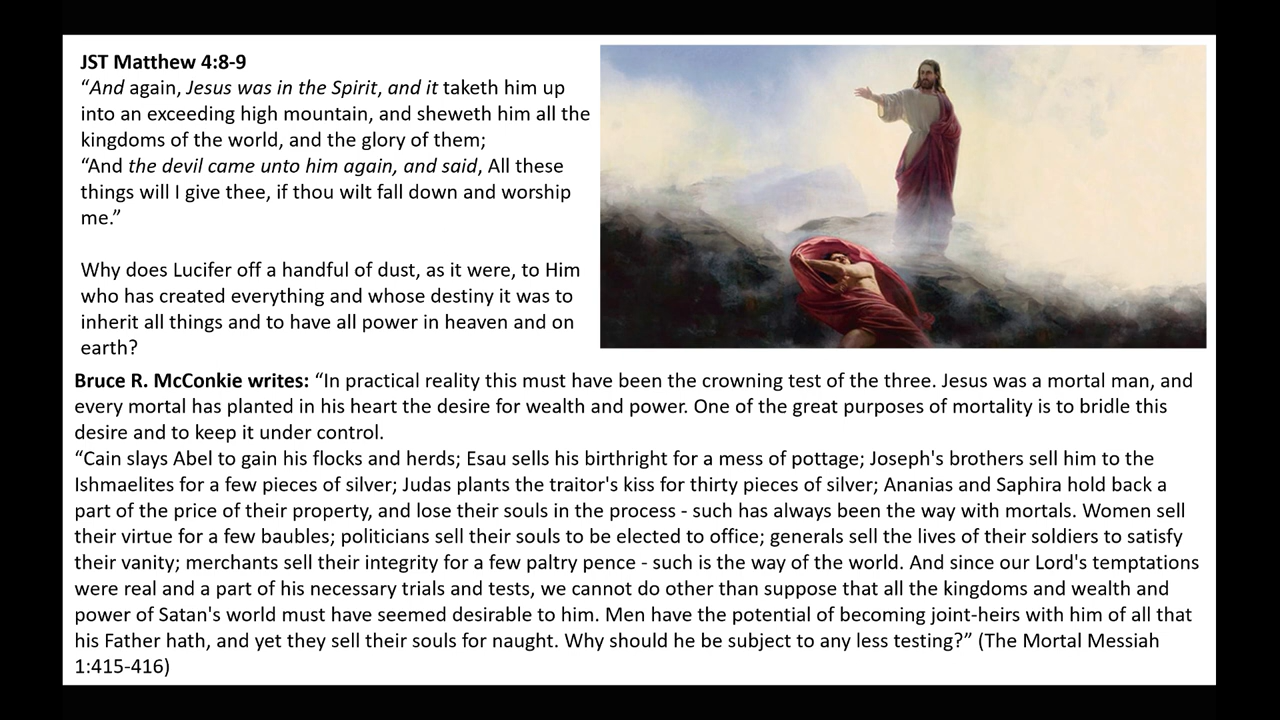 JST Matthew 4:8-9
“And again, Jesus was in the Spirit, and it taketh him up
into an exceeding high mountain, and sheweth him all the
kingdoms of the world, and the glory of them;
“And the devil came unto him again, and said, All these
things will I give thee, if thou wilt fall down and worship
me.”
Why does Lucifer off a handful of dust, as it were, to Him
who has created everything and whose destiny it was to
inherit all things and to have all power in heaven and on
earth?
Bruce R. McConkie writes: “In practical reality this must have been the crowning test of the three. Jesus was a mortal man, and
every mortal has planted in his heart the desire for wealth and power. One of the great purposes of mortality is to bridle this
desire and to keep it under control.
“Cain slays Abel to gain his flocks and herds; Esau sells his birthright for a mess of pottage; Joseph's brothers sell him to the
Ishmaelites for a few pieces of silver; Judas plants the traitor's kiss for thirty pieces of silver; Ananias and Saphira hold back a
part of the price of their property, and lose their souls in the process - such has always been the way with mortals. Women sell
their virtue for a few baubles; politicians sell their souls to be elected to office; generals sell the lives of their soldiers to satisfy
their vanity; merchants sell their integrity for a few paltry pence - such is the way of the world. And since our Lord's temptations
were real and a part of his necessary trials and tests, we cannot do other than suppose that all the kingdoms and wealth and
power of Satan's world must have seemed desirable to him. Men have the potential of becoming joint-heirs with him of all that
his Father hath, and yet they sell their souls for naught. Why should he be subject to any less testing?” (The Mortal Messiah
1:415-416)